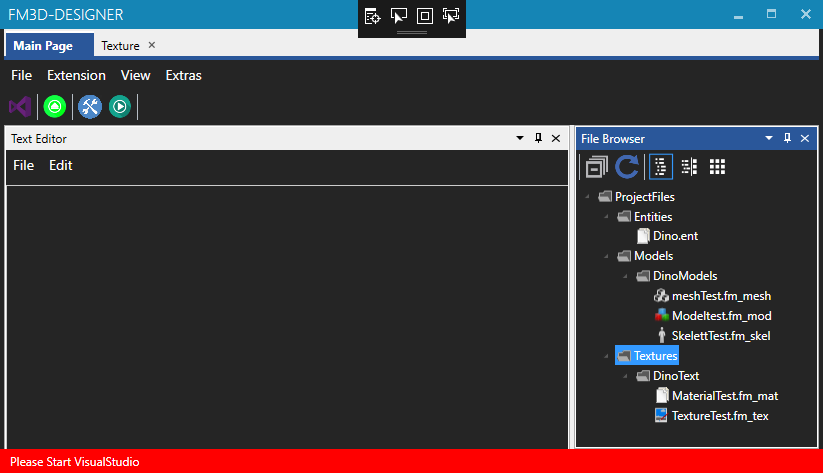 FM3D-DESIGNER
Main Page Texture
File Extension View Extras
Text Editor
File Edit
File Browser
ProjectFiles
Entities
Dino.ent
Models
DinoModels
meshTest.fm_mesh
Modeltest.fm_mod
SkelettTest.fm_skel
Textures
DinoText
MaterialTest.fm_mat
TextureTest.fm_tex
Please Start VisualStudio